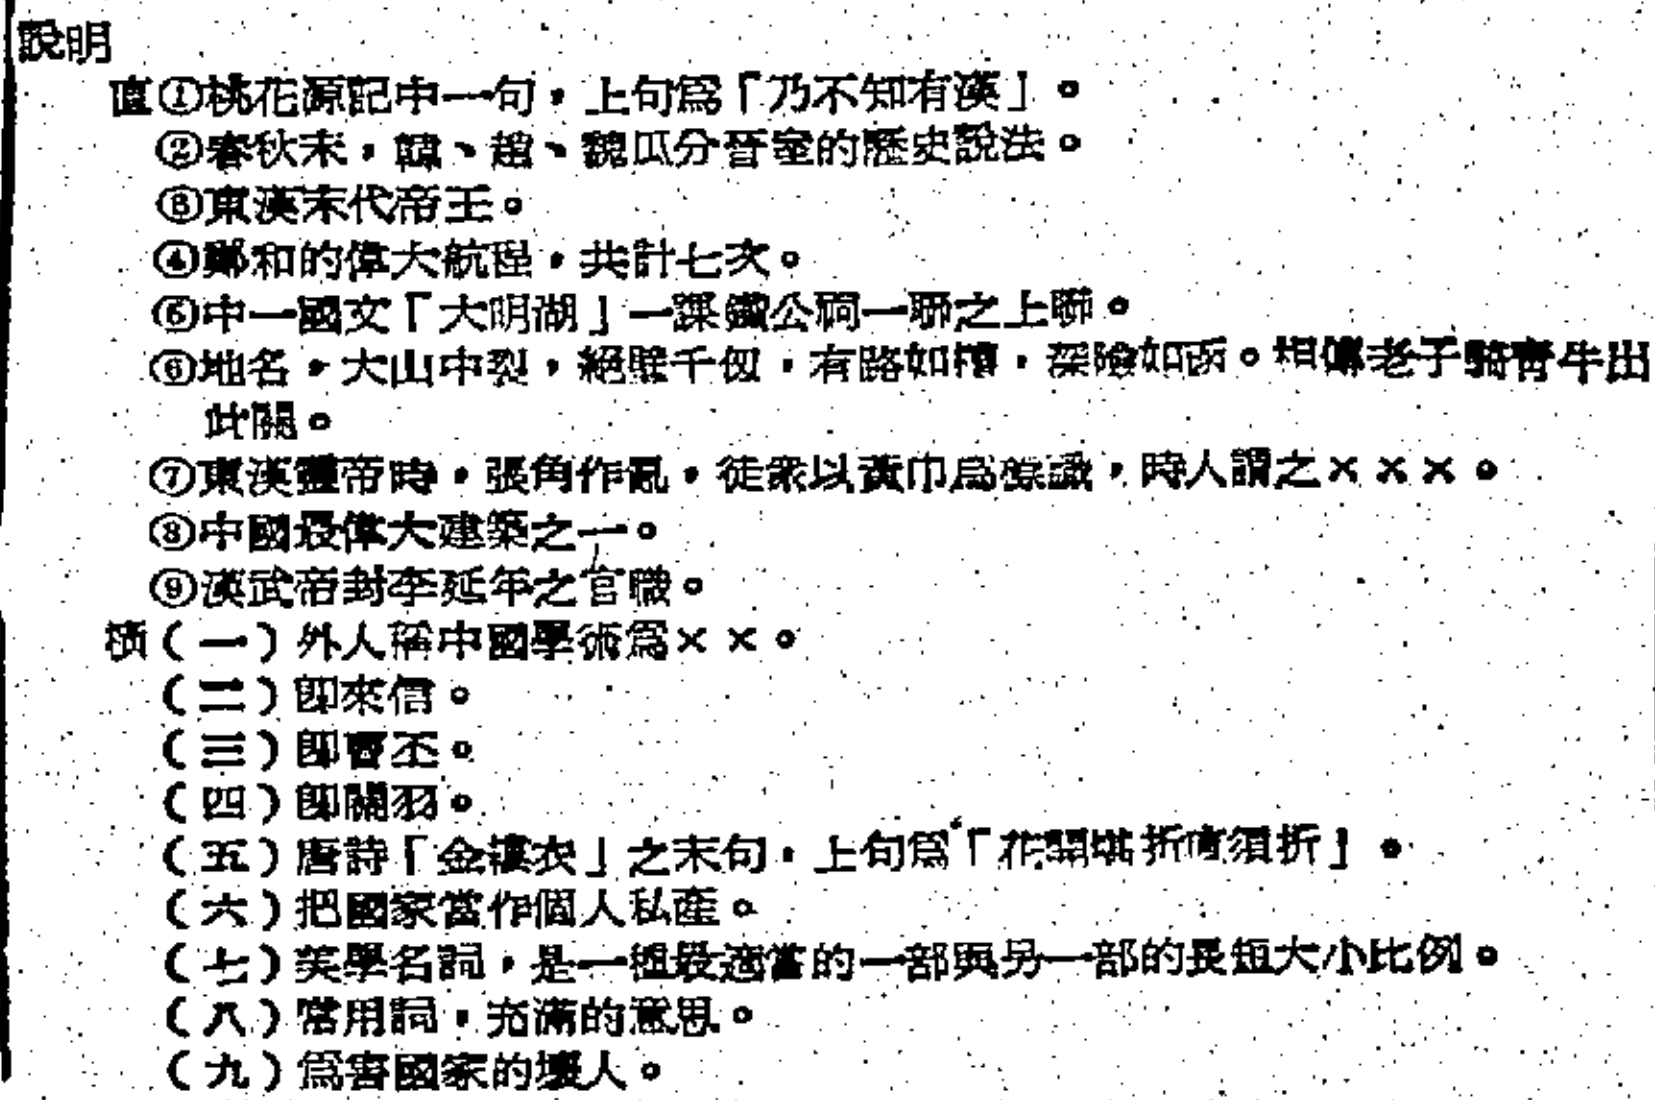 說明
直①桃花源記中一句，上句爲「乃不知有漢」。
②春秋末，韓、趙、魏瓜分晉室的歷史說法。
③東漢末代帝王。
④鄭和的偉大航程，共計七次。
⑤中一國文「大明湖」一課鐵公祠一聯之上聯。
⑥地名，大山中裂，絕壁千仞，有路如槽，深險如函。相傳老子騎青牛出
此關。
⑦東漢靈帝時，張角作亂，徒衆以黃巾爲標識，時人謂之×××。
⑧中國最偉大建築之一。
⑨漢武帝封李延年之官職。
橫（一）外人稱中國學術爲××。
（二）卽來信。
（三）卽曹丕。
（四）卽關羽。
（五）唐詩「金縷衣」之末句，上句爲「花開堪折直須折」。
（六）把國家當作個人私產。
（七）美學名詞，是一種最適當的一部與另一部的長短大小比例。
（八）常用詞，充滿的意思。
（九）爲害國家的壞人。